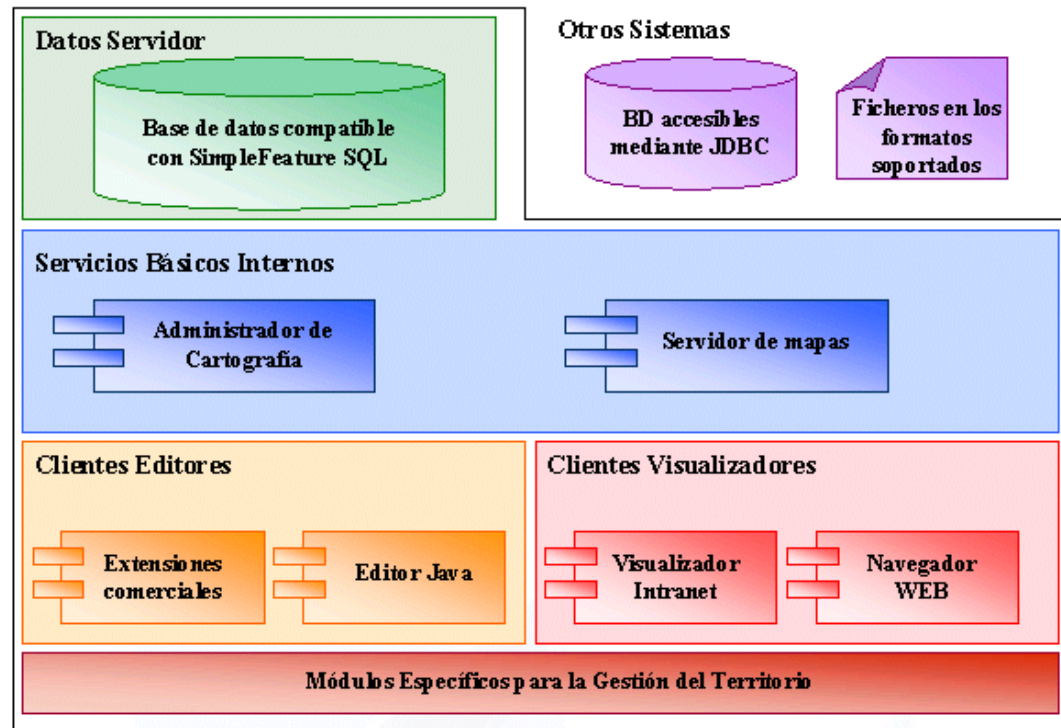 Datos Servidor
Base de datos compatible
con SimpleFeature SQL
Otros Sistemas
BD accesibles
mediante JDBC
Ficheros en los
formatos
soportados
Servicios Básicos Internos
Administrador de
Cartografía
Servidor de mapas
Clientes Editores
Extensiones
comerciales
Editor Java
Clientes Visualizadores
Visualizador
Intranet
Navegador
WEB
Módulos Específicos para la Gestión del Territorio